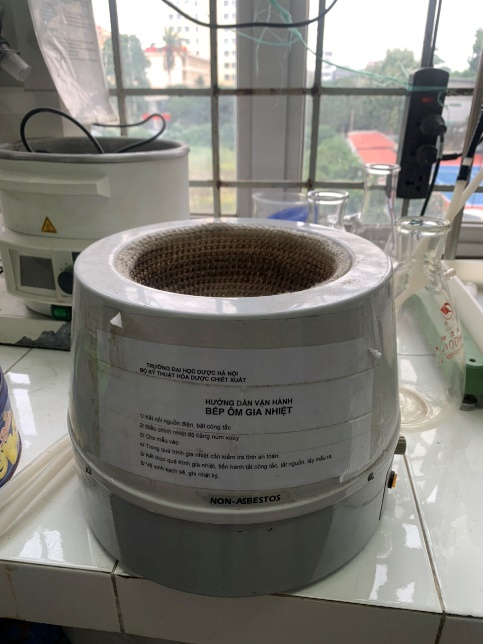 TRƯỜNG ĐẠI HỌC DƯỢC HÀ NỘI
BỘ KỸ THUẬT HÓA DƯỢC CHIẾT XUẤT
HƯỚNG DẪN VẬN HÀNH
BẾP ÔM GIA NHIỆT
1/ Kết nối nguồn điện, bật công tắc
2/ Điều chỉnh nhiệt độ bằng núm xoáy
3/ Cho mẫu vào
4/ Trong quá trình gia nhiệt cần kiểm tra tính an toàn
5/ Kết thúc quá trình gia nhiệt, tiến hành tắt công tắc, tắt nguồn, lấy mẫu ra
6/ Vệ sinh sạch sẽ, ghi nhật ký.
NON-ASBESTOS